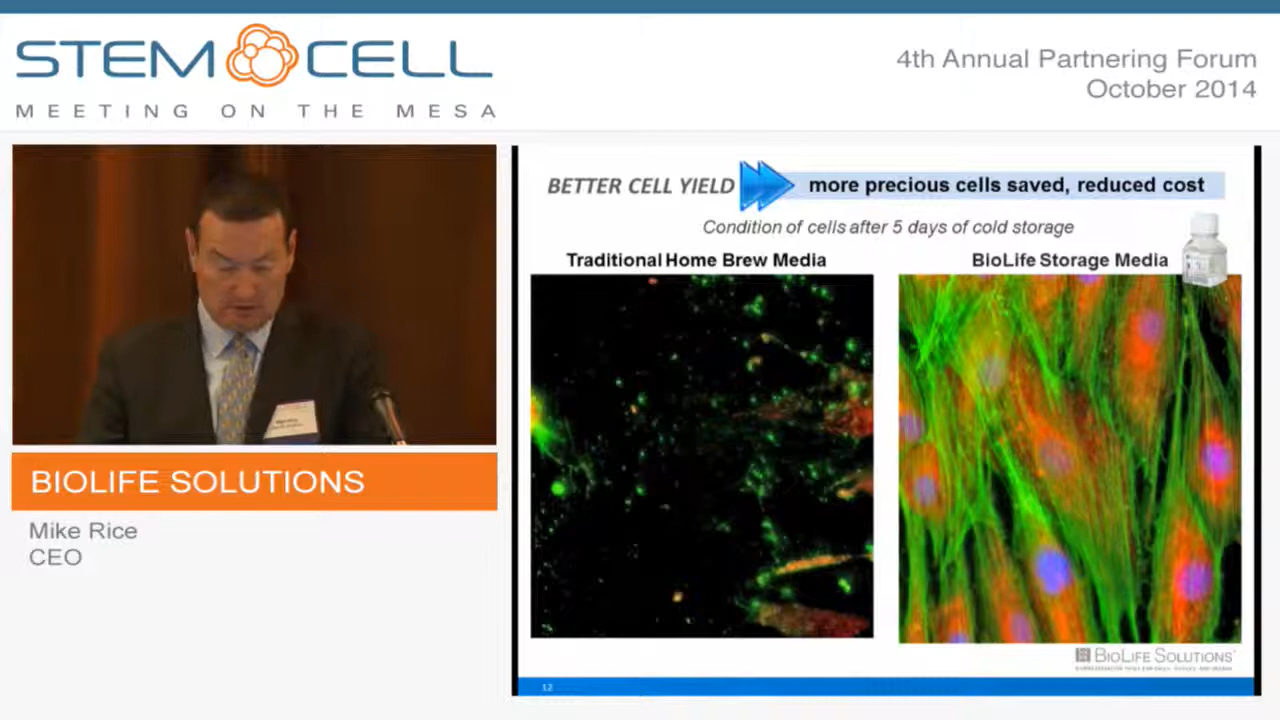 STEM CELL
MEETING ON THE MESA
4th Annual Partnering Forum
October 2014
BETTER CELL YIELD
more precious cells saved, reduced cost
Condition of cells after 5 days of cold storage
Traditional Home Brew Media
BioLife Storage Media
BIOLIFE SOLUTIONS
Mike Rice
CEO
BIOLIFE SOLUTIONS
12